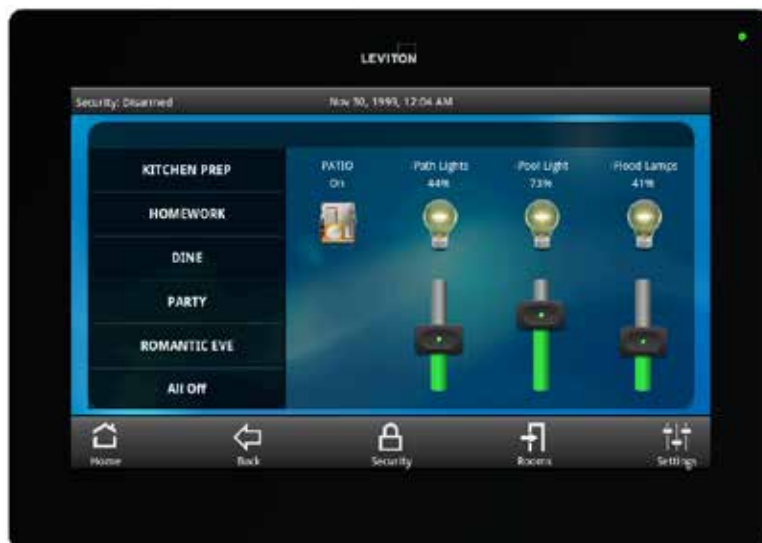 LEVITON
Security: Disarmed
Nov 30, 1999, 12:04 AM
KITCHEN PREP
HOMEWORK
DINE
PARTY
ROMANTIC EVE
All Off
PATIO
On
Path Lights
44%
Pool Light
73%
Flood Lamps
41%
Home
Back
Security
Rooms
Settings